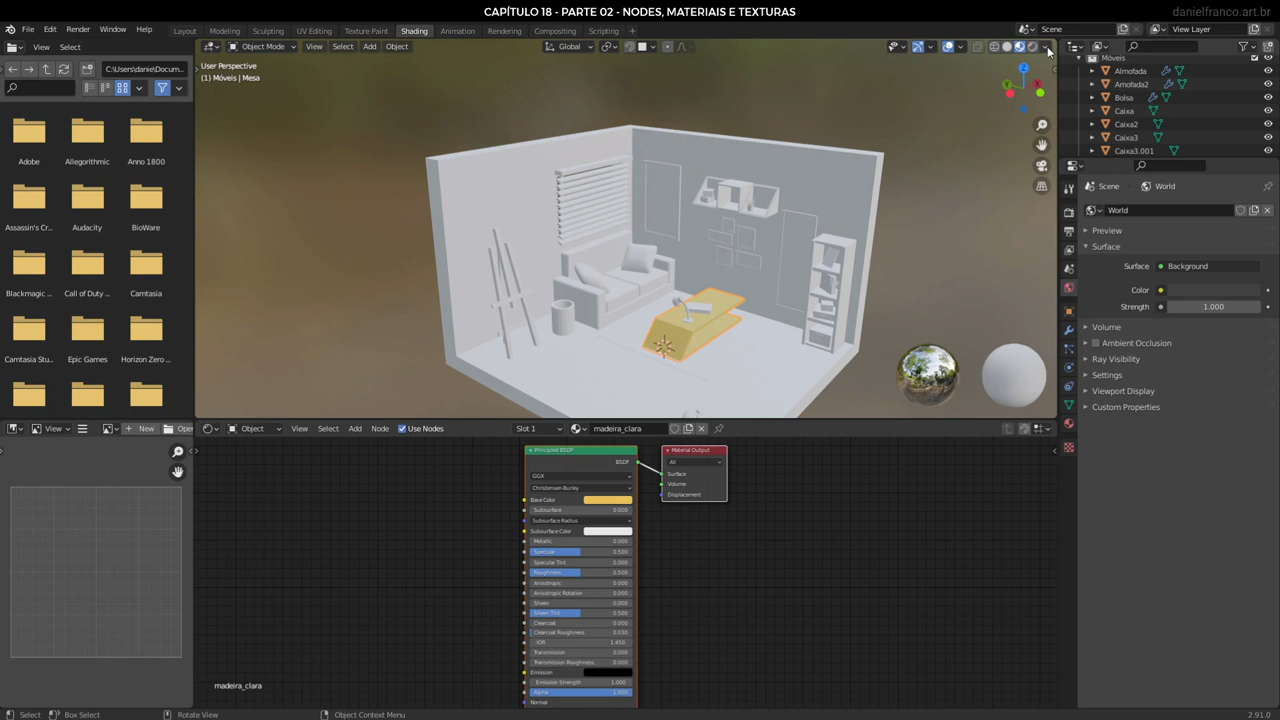 CAPÍTULO 18 - PARTE 02 - NODES, MATERIAIS E TEXTURAS
danielfranco.art.br
File Edit Render Window Help
Layout Modeling Sculpting UV Editing Texture Paint Shading Animation Rendering Compositing Scripting
Scene
View Layer
View Select
Object Mode View Select Add Object
Global
C:\Users\danie\Docum...
User Perspective
(1) Móveis | Mesa
Z
Y
X
Adobe Allegorithmic Anno 1800
Assassin's Cr... Audacity BioWare
Blackmagic ... Call of Duty ... Camtasia
Camtasia Stu... Epic Games Horizon Zero ...
Móveis
Almofada
Amofada2
Bolsa
Caixa
Caixa2
Caixa3
Caixa3.001
Scene World
World
Preview
Surface
Surface Background
Color
Strength 1.000
Volume
Ambient Occlusion
Ray Visibility
Settings
Viewport Display
Custom Properties
View
New
Open
Object View Select Add Node Use Nodes
Slot 1
madeira_clara
Principled BSDF
BSDF
GGX
Christensen-Burley
Base Color
Subsurface 0.000
Subsurface Radius
Subsurface Color
Metallic 0.000
Specular 0.500
Specular Tint 0.000
Roughness 0.500
Anisotropic 0.000
Anisotropic Rotation 0.000
Sheen 0.000
Sheen Tint 0.500
Clearcoat 0.000
Clearcoat Roughness 0.030
IOR 1.450
Transmission 0.000
Transmission Roughness 0.000
Emission
Emission Strength 1.000
Alpha 1.000
Normal
Material Output
All
Surface
Volume
Displacement
madeira_clara
Select Box Select Rotate View Object Context Menu
2.91.0